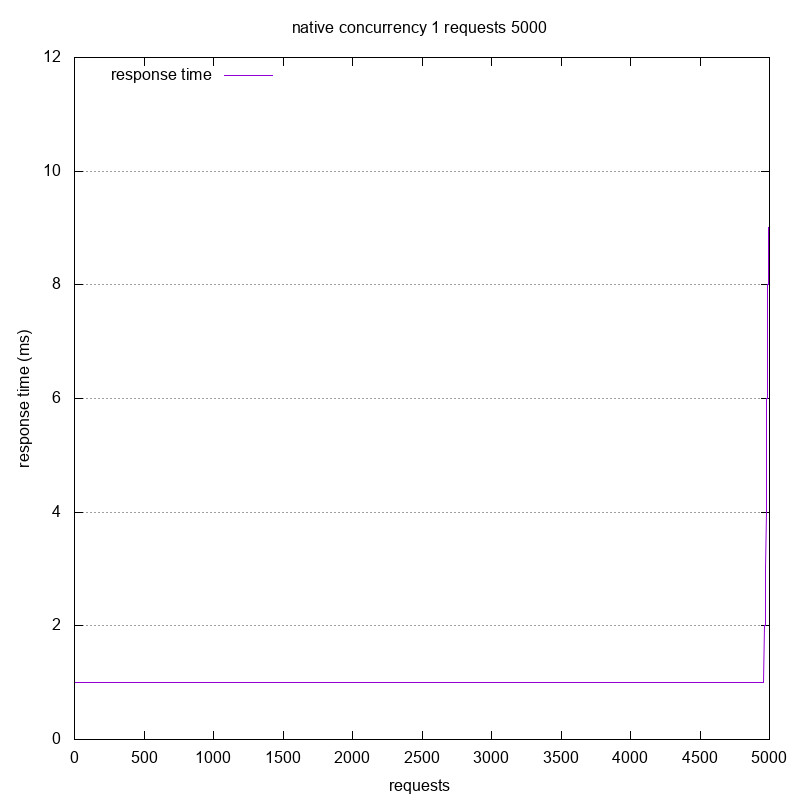 native concurrency 1 requests 5000
response time
12
10
8
6
4
2
0
response time (ms)
0 500 1000 1500 2000 2500 3000 3500 4000 4500 5000
requests